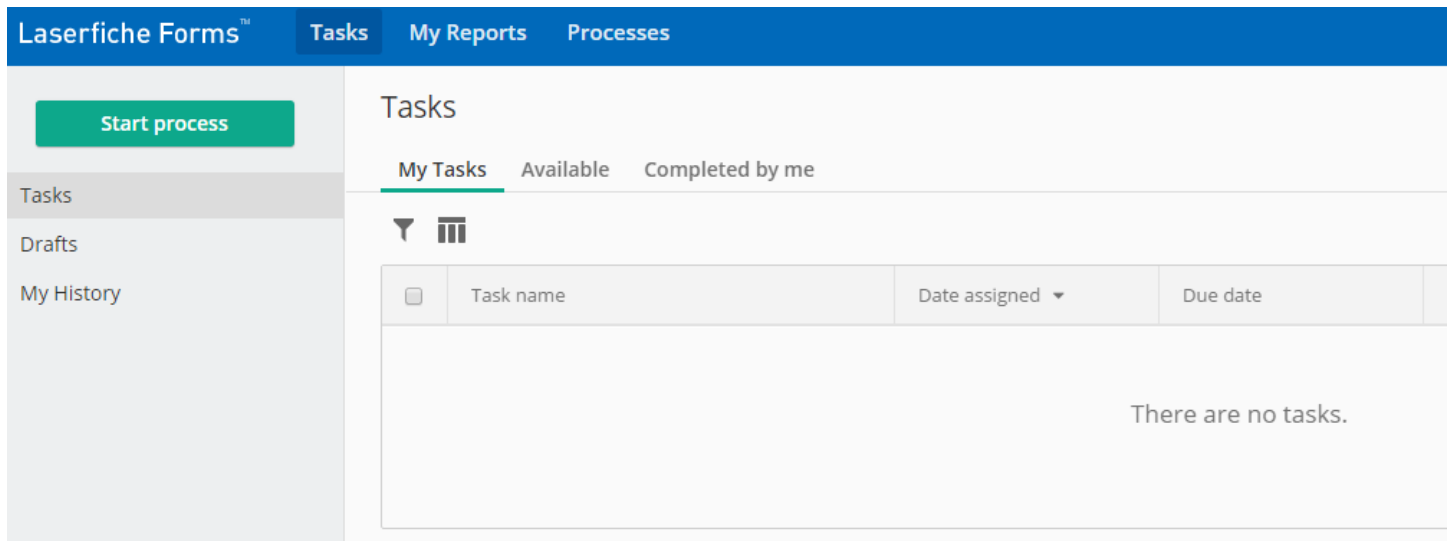 Laserfiche Forms™ Tasks My Reports Processes
Start process
Tasks
Drafts
My History
Tasks
My Tasks Available Completed by me
Task name Date assigned Due date
There are no tasks.